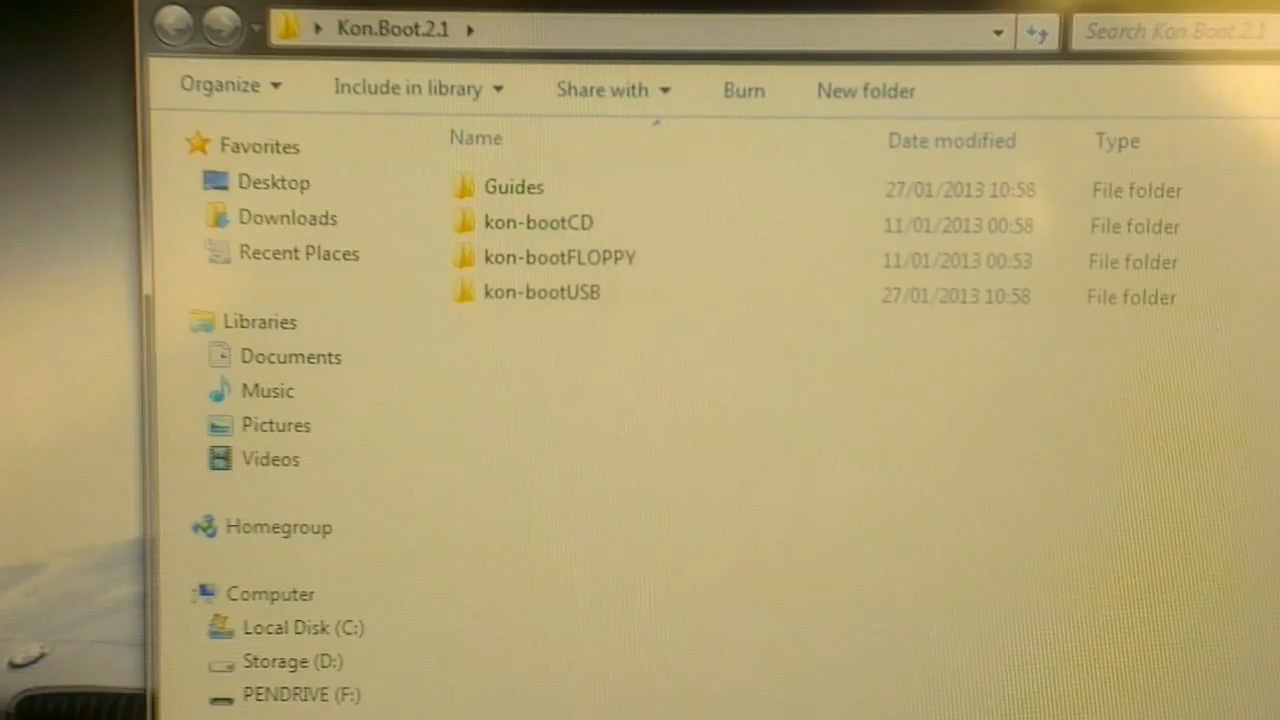 Kon.Boot.2.1
Search Kon.Boot.2.1
Organize
Include in library
Share with
Burn
New folder
Name
Date modified
Type
Favorites
Desktop
Downloads
Recent Places
Libraries
Documents
Music
Pictures
Videos
Homegroup
Computer
Local Disk (C:)
Storage (D:)
PENDRIVE (F:)
Guides 27/01/2013 10:58 File folder
kon-bootCD 11/01/2013 00:58 File folder
kon-bootFLOPPY 11/01/2013 00:53 File folder
kon-bootUSB 27/01/2013 10:58 File folder